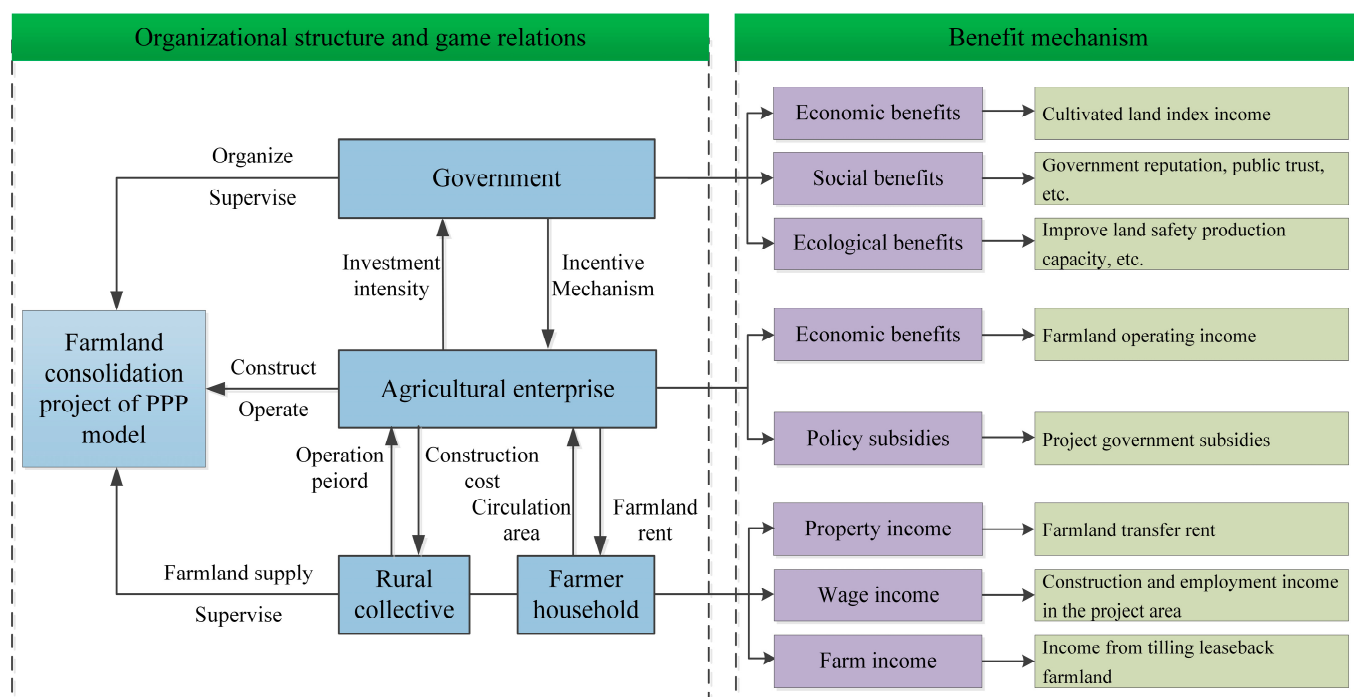 Organizational structure and game relations
Benefit mechanism
Organize
Supervise
Government
Investment
intensity
Incentive
Mechanism
Farmland
consolidation
project of PPP
model
Construct
Operate
Agricultural enterprise
Operation
peiord
Construction
cost
Circulation
area
Farmland
rent
Farmland supply
Supervise
Rural
collective
Farmer
household
Economic benefits
Cultivated land index income
Social benefits
Government reputation, public trust,
etc.
Ecological benefits
Improve land safety production
capacity, etc.
Economic benefits
Farmland operating income
Policy subsidies
Project government subsidies
Property income
Farmland transfer rent
Wage income
Construction and employment income
in the project area
Farm income
Income from tilling leaseback
farmland